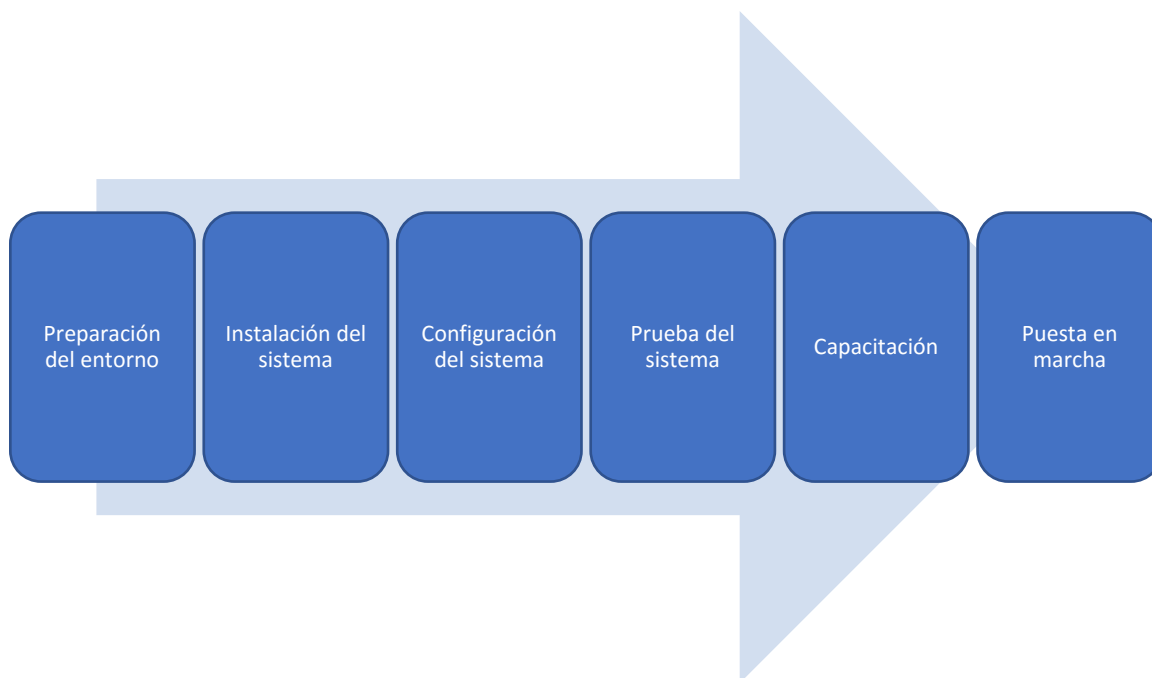 Preparación
del entorno
Instalación del
sistema
Configuración
del sistema
Prueba del
sistema
Capacitación
Puesta en
marcha